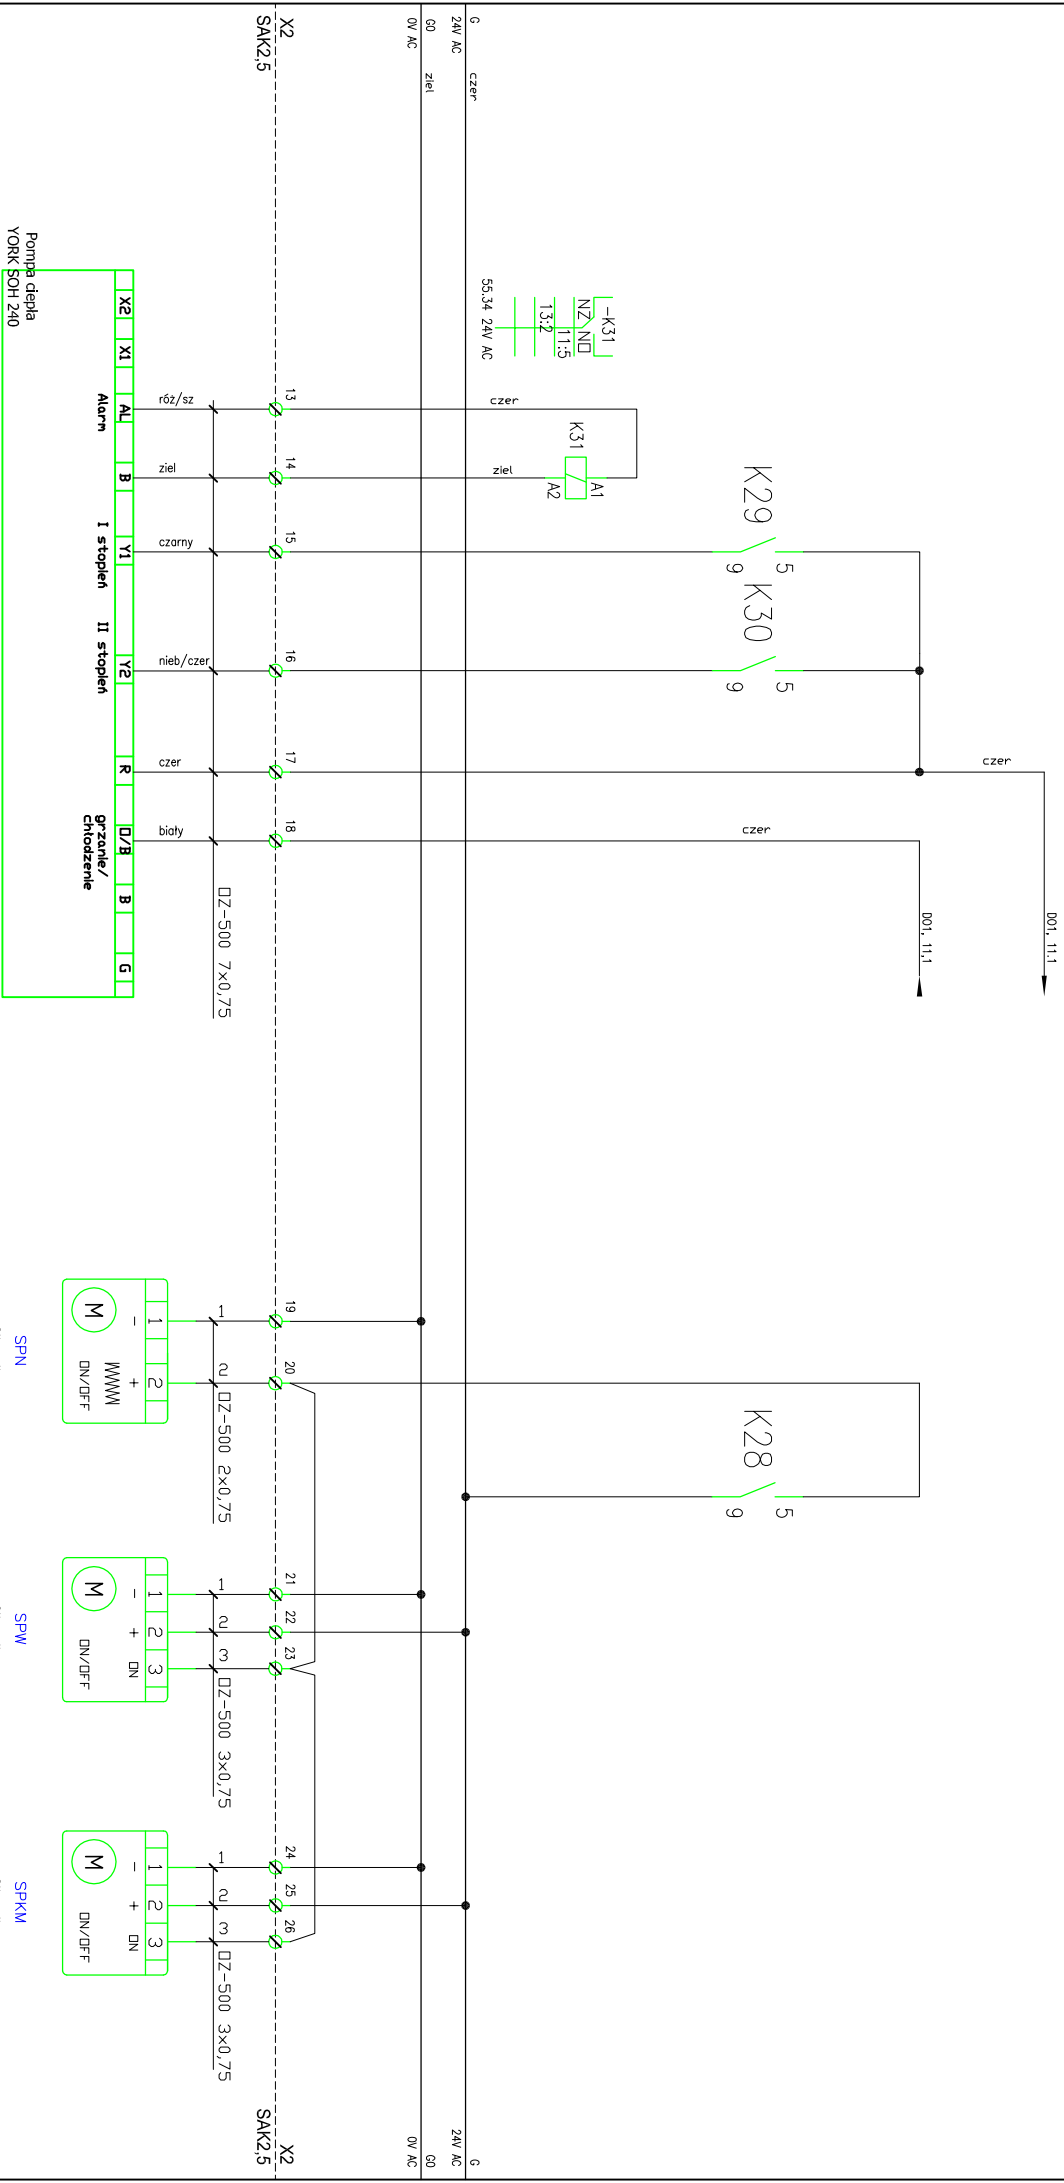 G
24V AC
G0
0V AC
czer
ziel
X2
SAK2,5
D01, 11.1
D01, 11.1
czer
czer
K29
5
9
K30
5
9
K28
5
9
-K31
NZ NO
11:5
13:2
55.34 24V AC
K31
A1
A2
czer
ziel
G
24V AC
G0
0V AC
X2
SAK2,5
13
14
15
16
17
18
19
20
21
22
23
24
25
26
róż/sz
ziel
czarny
nieb/czer
czer
biały
OZ-500 7x0,75
1
2
OZ-500 2x0,75
1
2
3
OZ-500 3x0,75
1
2
3
OZ-500 3x0,75
X2 X1 AL B Y1 Y2 R O/B B G
Alarm
I stopień
II stopień
grzanie/
chłodzenie
Pompa ciepła
YORK SOH 240
1 2
- +
M
ON/OFF
SPN
1 2 3
- + ON
M
ON/OFF
SPW
1 2 3
- + ON
M
ON/OFF
SPKM